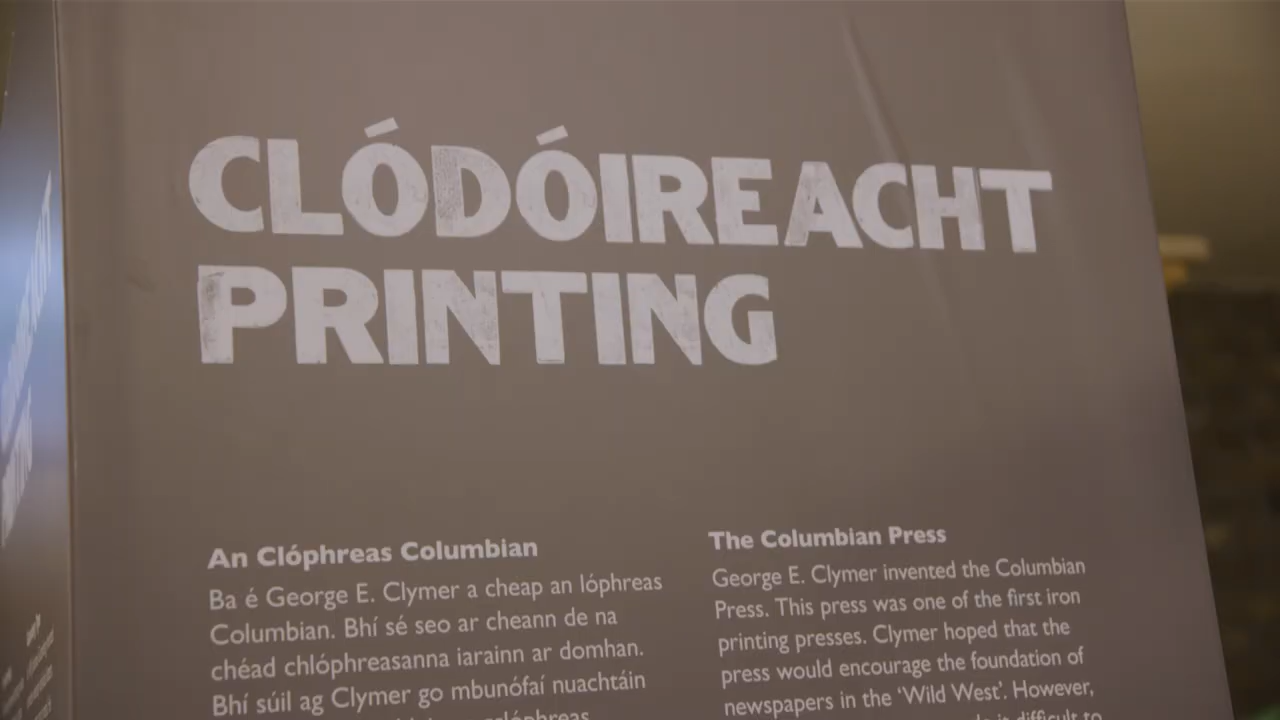 CLÓDÓIREACHT
PRINTING
An Clóphreas Columbian
Ba é George E. Clymer a cheap an lóphreas
Columbian. Bhí sé seo ar cheann de na
chéad chlóphreasanna iarainn ar domhan.
Bhí súil ag Clymer go mbunófaí nuachtáin
The Columbian Press
George E. Clymer invented the Columbian
Press. This press was one of the first iron
printing presses. Clymer hoped that the
press would encourage the foundation of
newspapers in the ‘Wild West’. However,
it difficult to